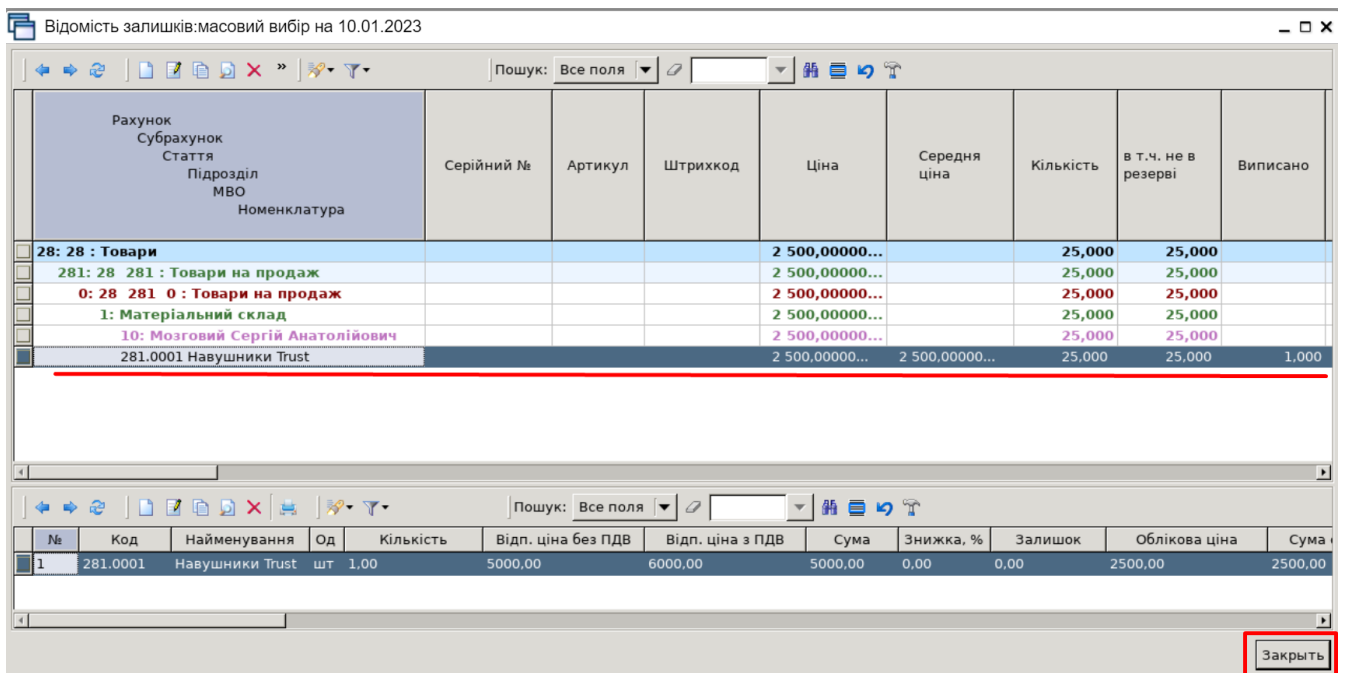 Відомість залишків:масовий вибір на 10.01.2023
» Пошук: Все поля
Рахунок
Субрахунок
Стаття
Підрозділ
МВО
Номенклатура
Серійний № Артикул Штрихкод Ціна Середня ціна Кількість в т.ч. не в резерві Виписано
28: 28 : Товари 2 500,00000... 25,000 25,000
281: 28 281 : Товари на продаж 2 500,00000... 25,000 25,000
0: 28 281 0 : Товари на продаж 2 500,00000... 25,000 25,000
1: Матеріальний склад 2 500,00000... 25,000 25,000
10: Мозговий Сергій Анатолійович 2 500,00000... 25,000 25,000
281.0001 Навушники Trust 2 500,00000... 2 500,00000... 25,000 25,000 1,000
Пошук: Все поля
№ Код Найменування Од Кількість Відп. ціна без ПДВ Відп. ціна з ПДВ Сума Знижка, % Залишок Облікова ціна Сума
1 281.0001 Навушники Trust шт 1,00 5000,00 6000,00 5000,00 0,00 0,00 2500,00 2500,00
Закрыть